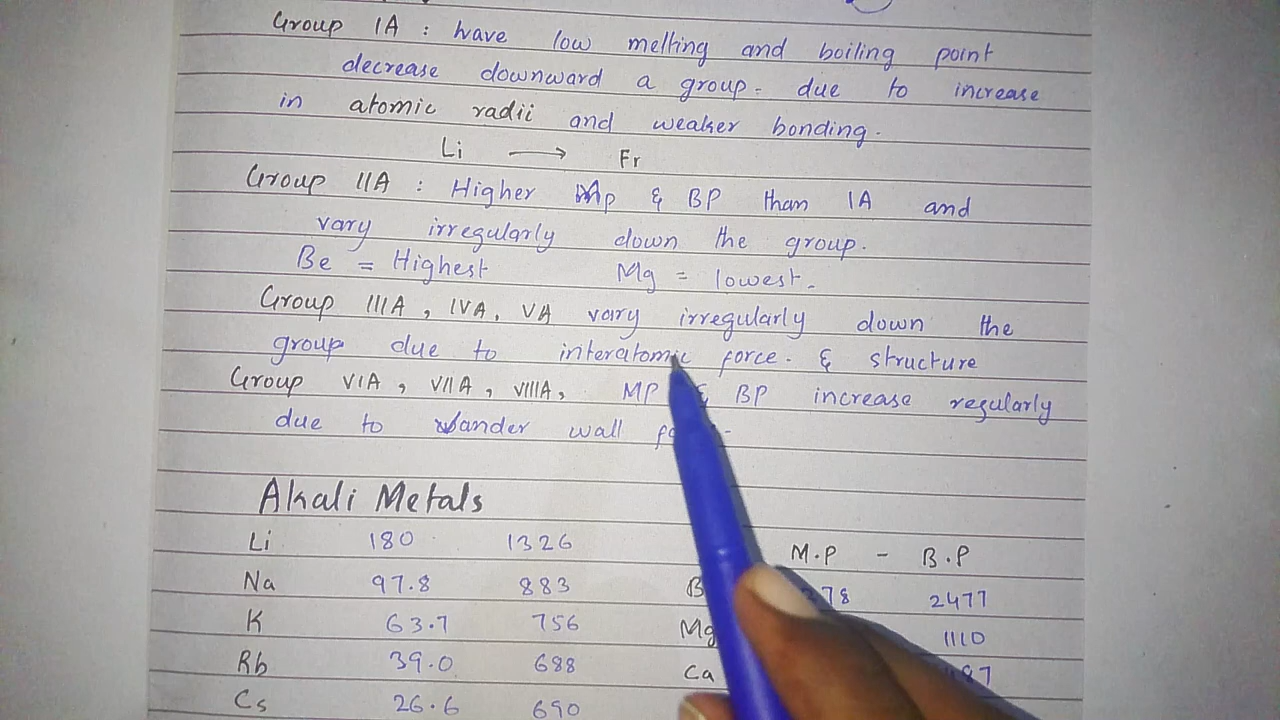 Group IA : have low melting and boiling point
decrease downward a group. due to increase
in atomic radii and weaker bonding.
Li → Fr
Group IIA : Higher Mp & BP than IA and
vary irregularly down the group.
Be = Highest Mg = lowest.
Group IIIA, IVA, VA vary irregularly down the
group due to interatomic force. & structure
Group VIA, VIIA, VIIIA, MP & BP increase regularly
due to Vander wall
Akali Metals
Li 180 1326 M.P - B.P
Na 97.8 883 2477
K 63.7 756 Mg 1110
Rb 39.0 688 Ca
Cs 26.6 690